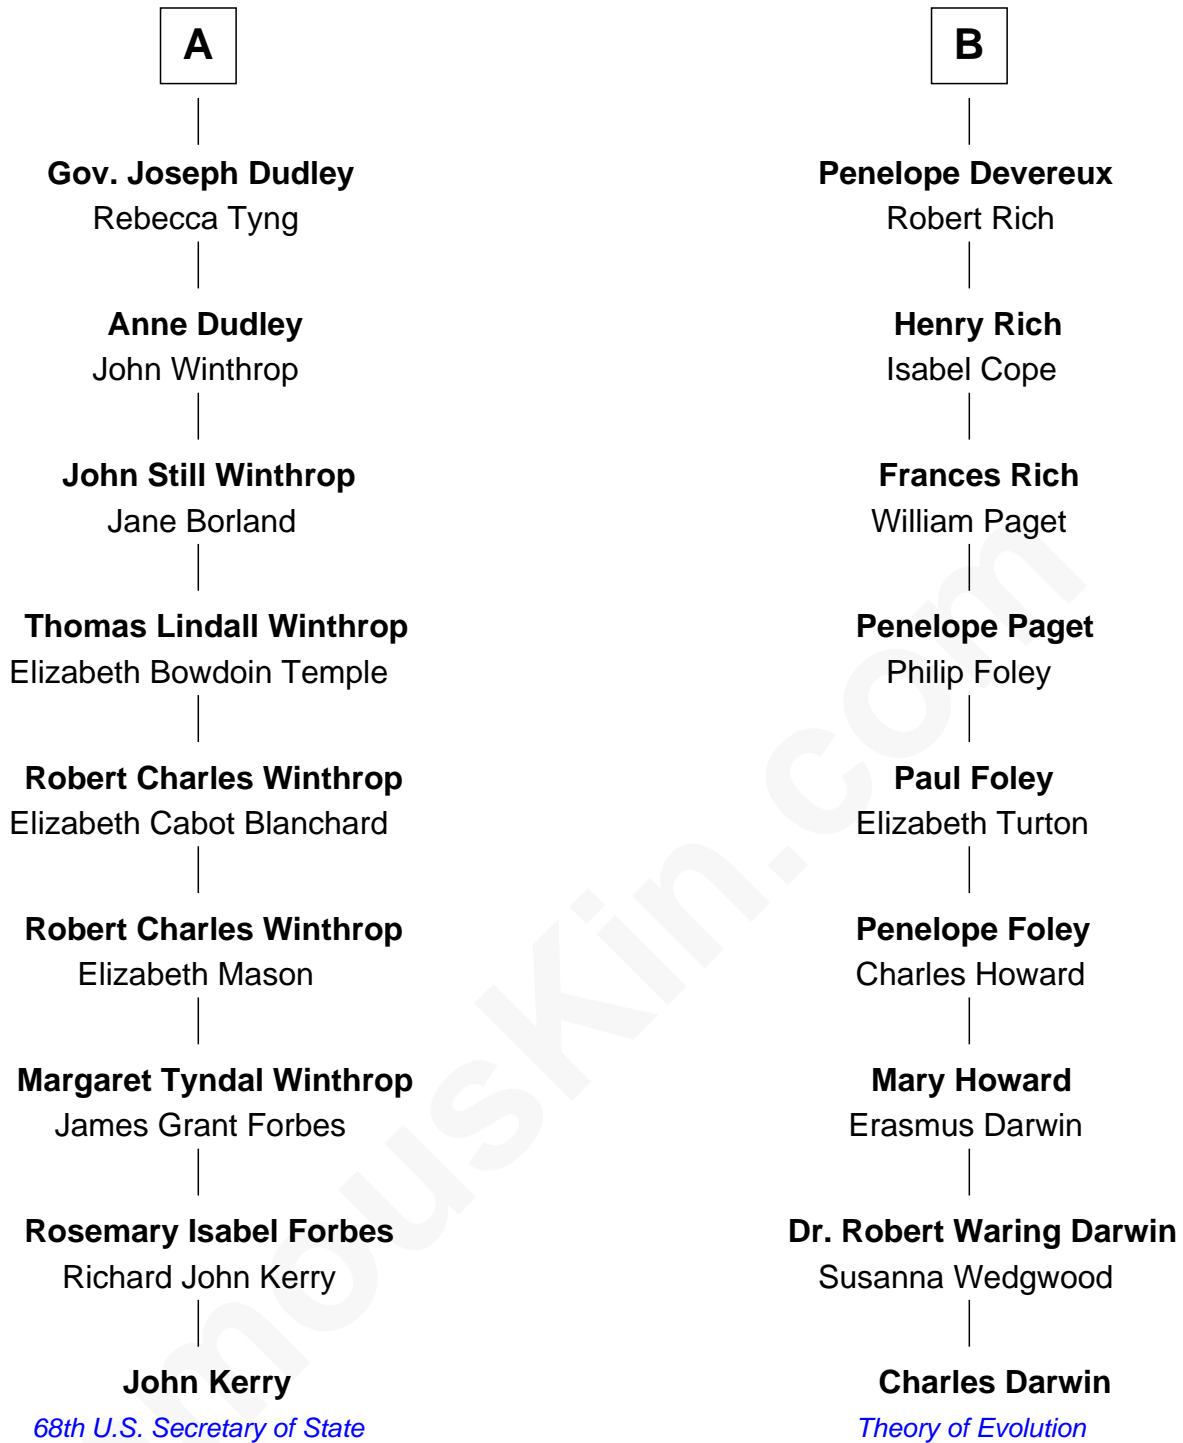 A
Gov. Joseph Dudley
Rebecca Tyng
Anne Dudley
John Winthrop
John Still Winthrop
Jane Borland
Thomas Lindall Winthrop
Elizabeth Bowdoin Temple
Robert Charles Winthrop
Elizabeth Cabot Blanchard
Robert Charles Winthrop
Elizabeth Mason
Margaret Tyndal Winthrop
James Grant Forbes
Rosemary Isabel Forbes
Richard John Kerry
John Kerry
68th U.S. Secretary of State
B
Penelope Devereux
Robert Rich
Henry Rich
Isabel Cope
Frances Rich
William Paget
Penelope Paget
Philip Foley
Paul Foley
Elizabeth Turton
Penelope Foley
Charles Howard
Mary Howard
Erasmus Darwin
Dr. Robert Waring Darwin
Susanna Wedgwood
Charles Darwin
Theory of Evolution
mouskin.com